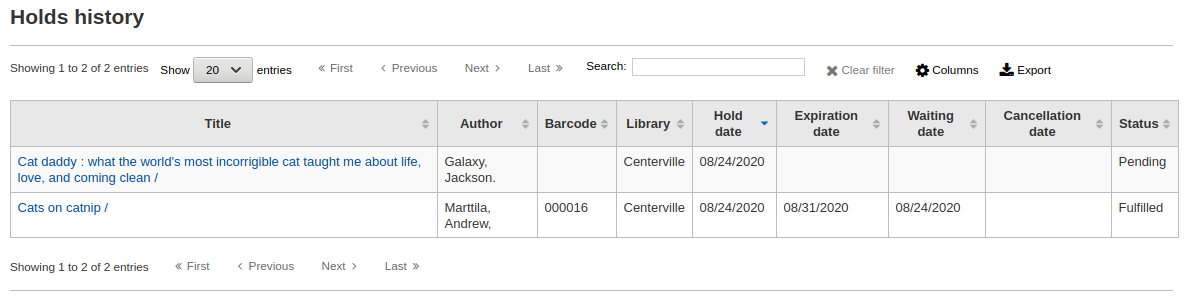 Holds history
Showing 1 to 2 of 2 entries Show 20 entries « First ‹ Previous Next › Last » Search: Clear filter Columns Export
Title Author Barcode Library Hold date Expiration date Waiting date Cancellation date Status
Cat daddy : what the world's most incorrigible cat taught me about life, love, and coming clean / Galaxy, Jackson. Centerville 08/24/2020 Pending
Cats on catnip / Marttila, Andrew, 000016 Centerville 08/24/2020 08/31/2020 08/24/2020 Fulfilled
Showing 1 to 2 of 2 entries « First ‹ Previous Next › Last »